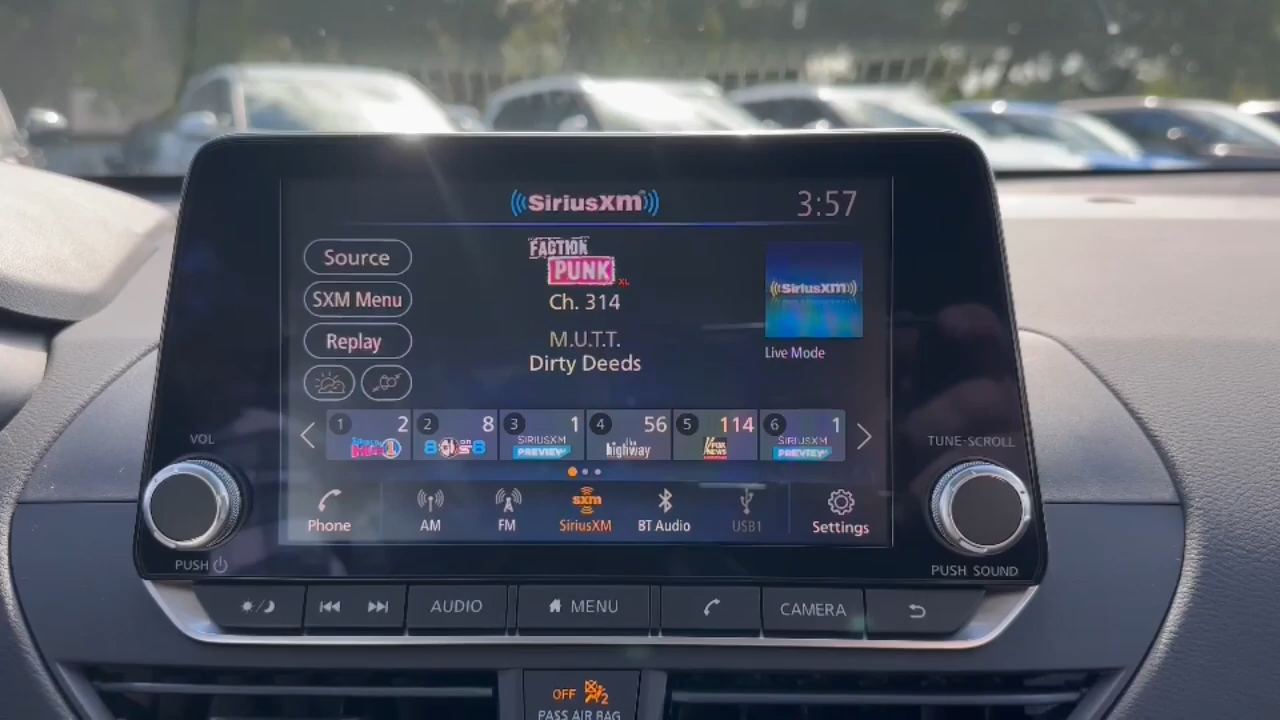 SiriusXM
3:57
Source
FACTION
PUNK
XL
SXM Menu
Ch. 314
SiriusXM
Replay
M.U.T.T.
Live Mode
Dirty Deeds
1 2
2 8
3 1
4 56
5 114
6 1
SIRIUSXM
PREVIEW
the
highway
FOX
NEWS
SIRIUSXM
PREVIEW
VOL
TUNE-SCROLL
Phone
AM
FM
sxm
SiriusXM
BT Audio
USB1
Settings
PUSH
PUSH SOUND
AUDIO
MENU
CAMERA
OFF
2
PASS AIR BAG